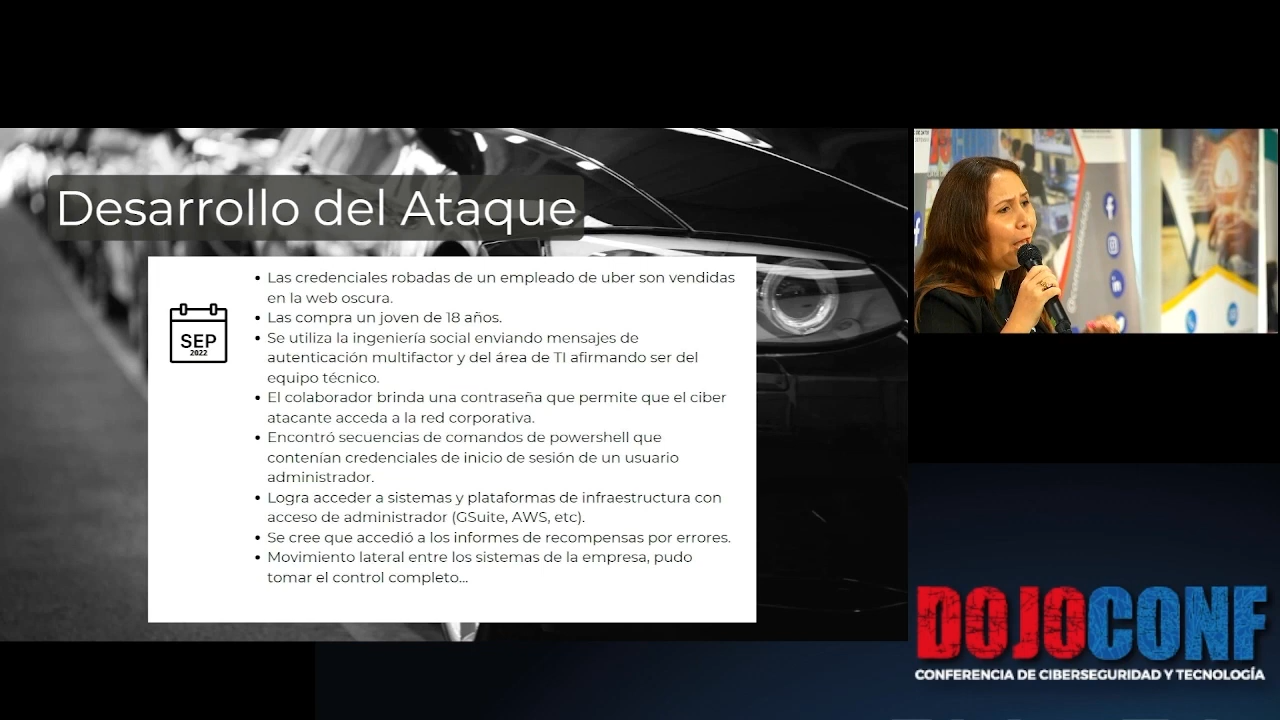 Desarrollo del Ataque
SEP
2022
• Las credenciales robadas de un empleado de uber son vendidas
en la web oscura.
• Las compra un joven de 18 años.
• Se utiliza la ingeniería social enviando mensajes de
autenticación multifactor y del área de TI afirmando ser del
equipo técnico.
• El colaborador brinda una contraseña que permite que el ciber
atacante acceda a la red corporativa.
• Encontró secuencias de comandos de powershell que
contenían credenciales de inicio de sesión de un usuario
administrador.
• Logra acceder a sistemas y plataformas de infraestructura con
acceso de administrador (GSuite, AWS, etc).
• Se cree que accedió a los informes de recompensas por errores.
• Movimiento lateral entre los sistemas de la empresa, pudo
tomar el control completo...
DOJOCONF
CONFERENCIA DE CIBERSEGURIDAD Y TECNOLOGÍA